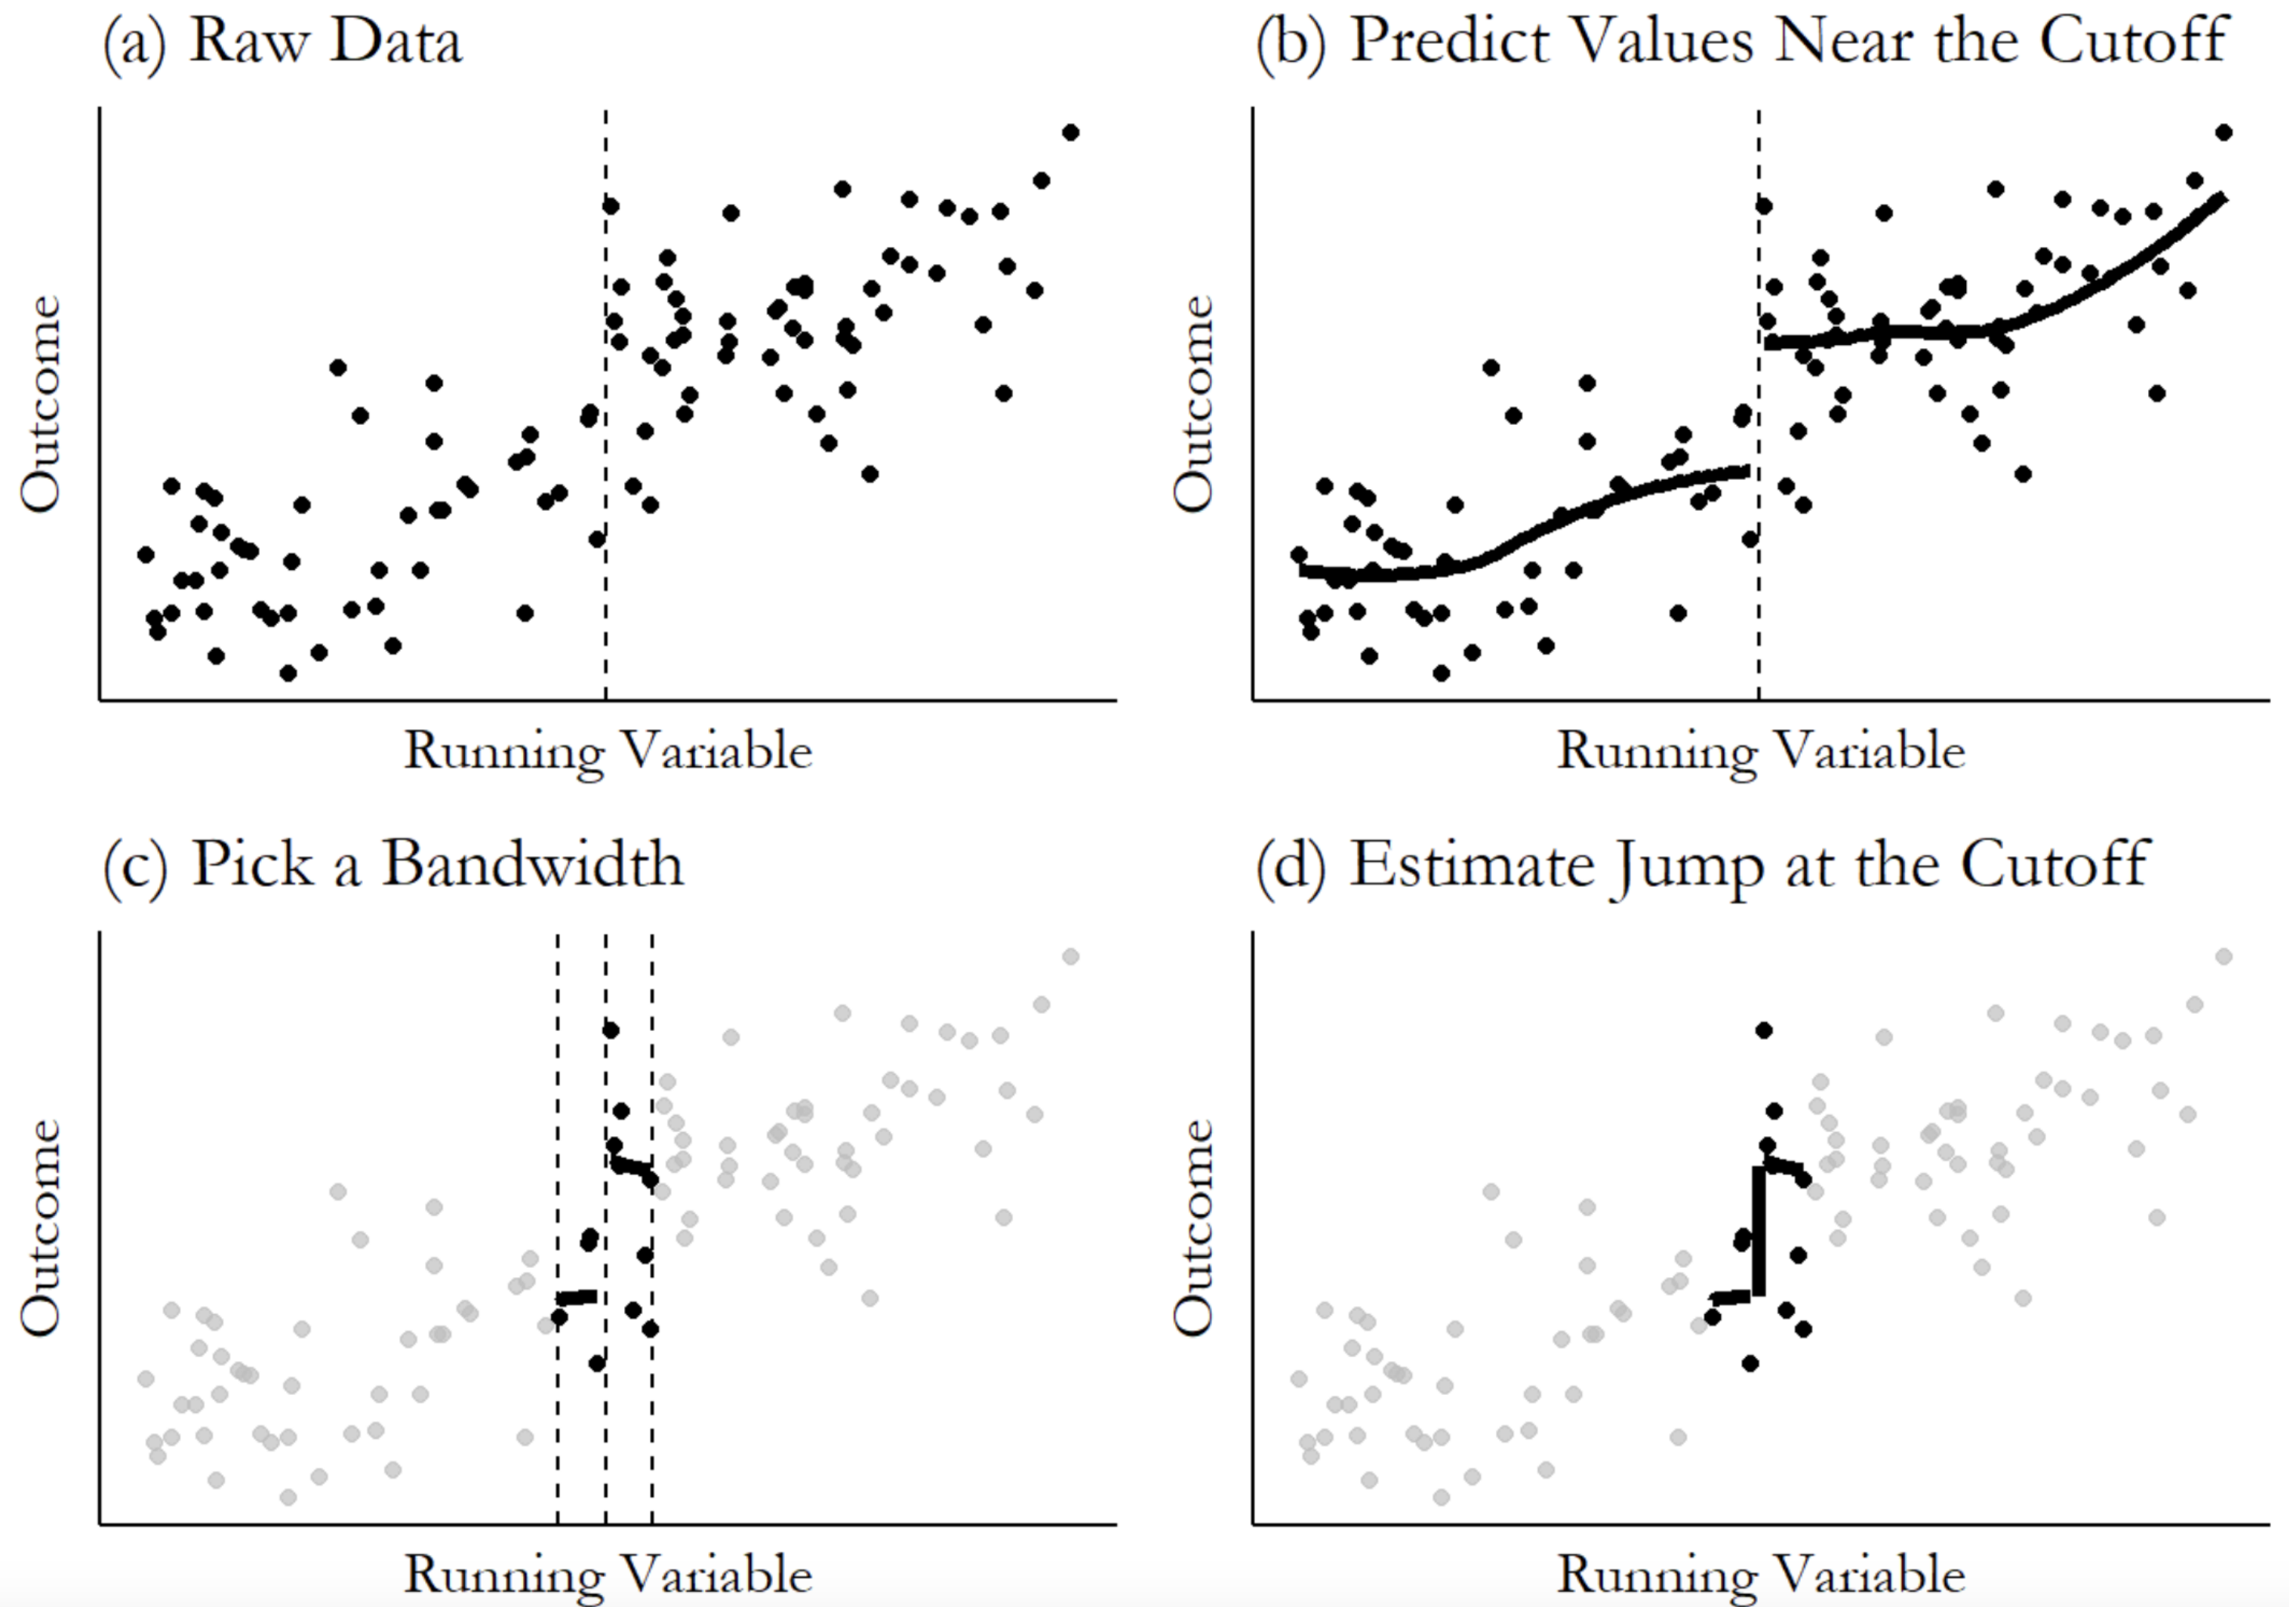 (a) Raw Data
Outcome
Running Variable
(b) Predict Values Near the Cutoff
Outcome
Running Variable
(c) Pick a Bandwidth
Outcome
Running Variable
(d) Estimate Jump at the Cutoff
Outcome
Running Variable